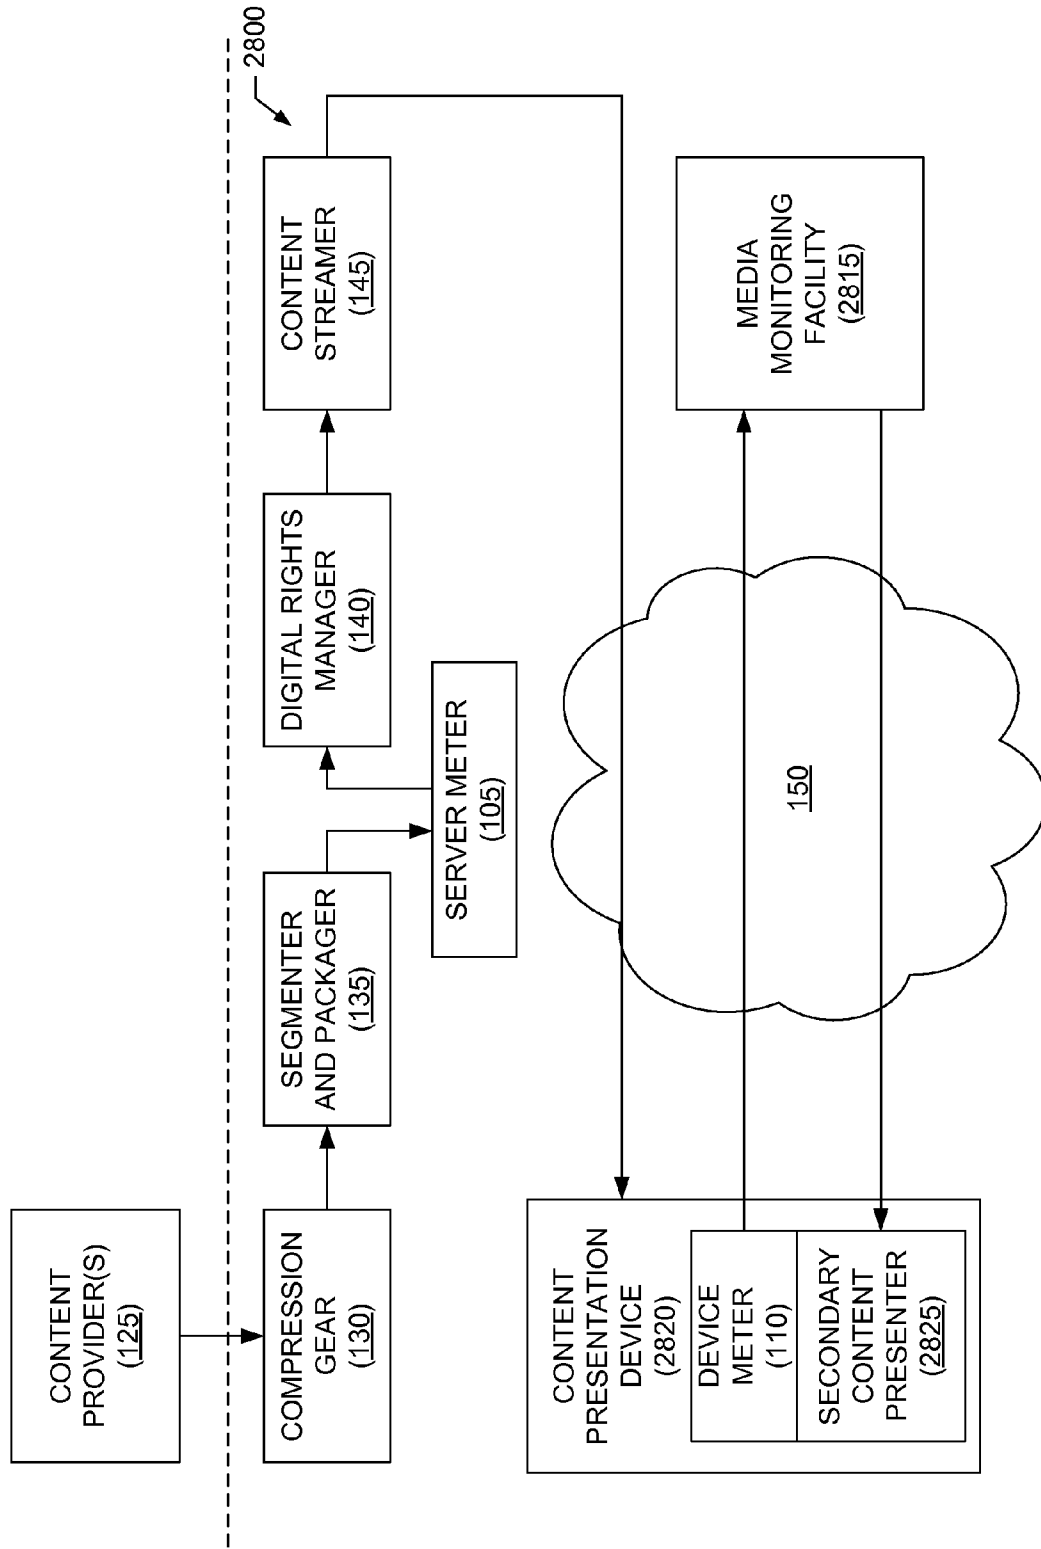 CONTENT
PROVIDER(S)
(125)
2800
COMPRESSION
GEAR
(130)
SEGMENTER
AND PACKAGER
(135)
SERVER METER
(105)
DIGITAL RIGHTS
MANAGER
(140)
CONTENT
STREAMER
(145)
CONTENT
PRESENTATION
DEVICE
(2820)
DEVICE
METER
(110)
SECONDARY
CONTENT
PRESENTER
(2825)
150
MEDIA
MONITORING
FACILITY
(2815)